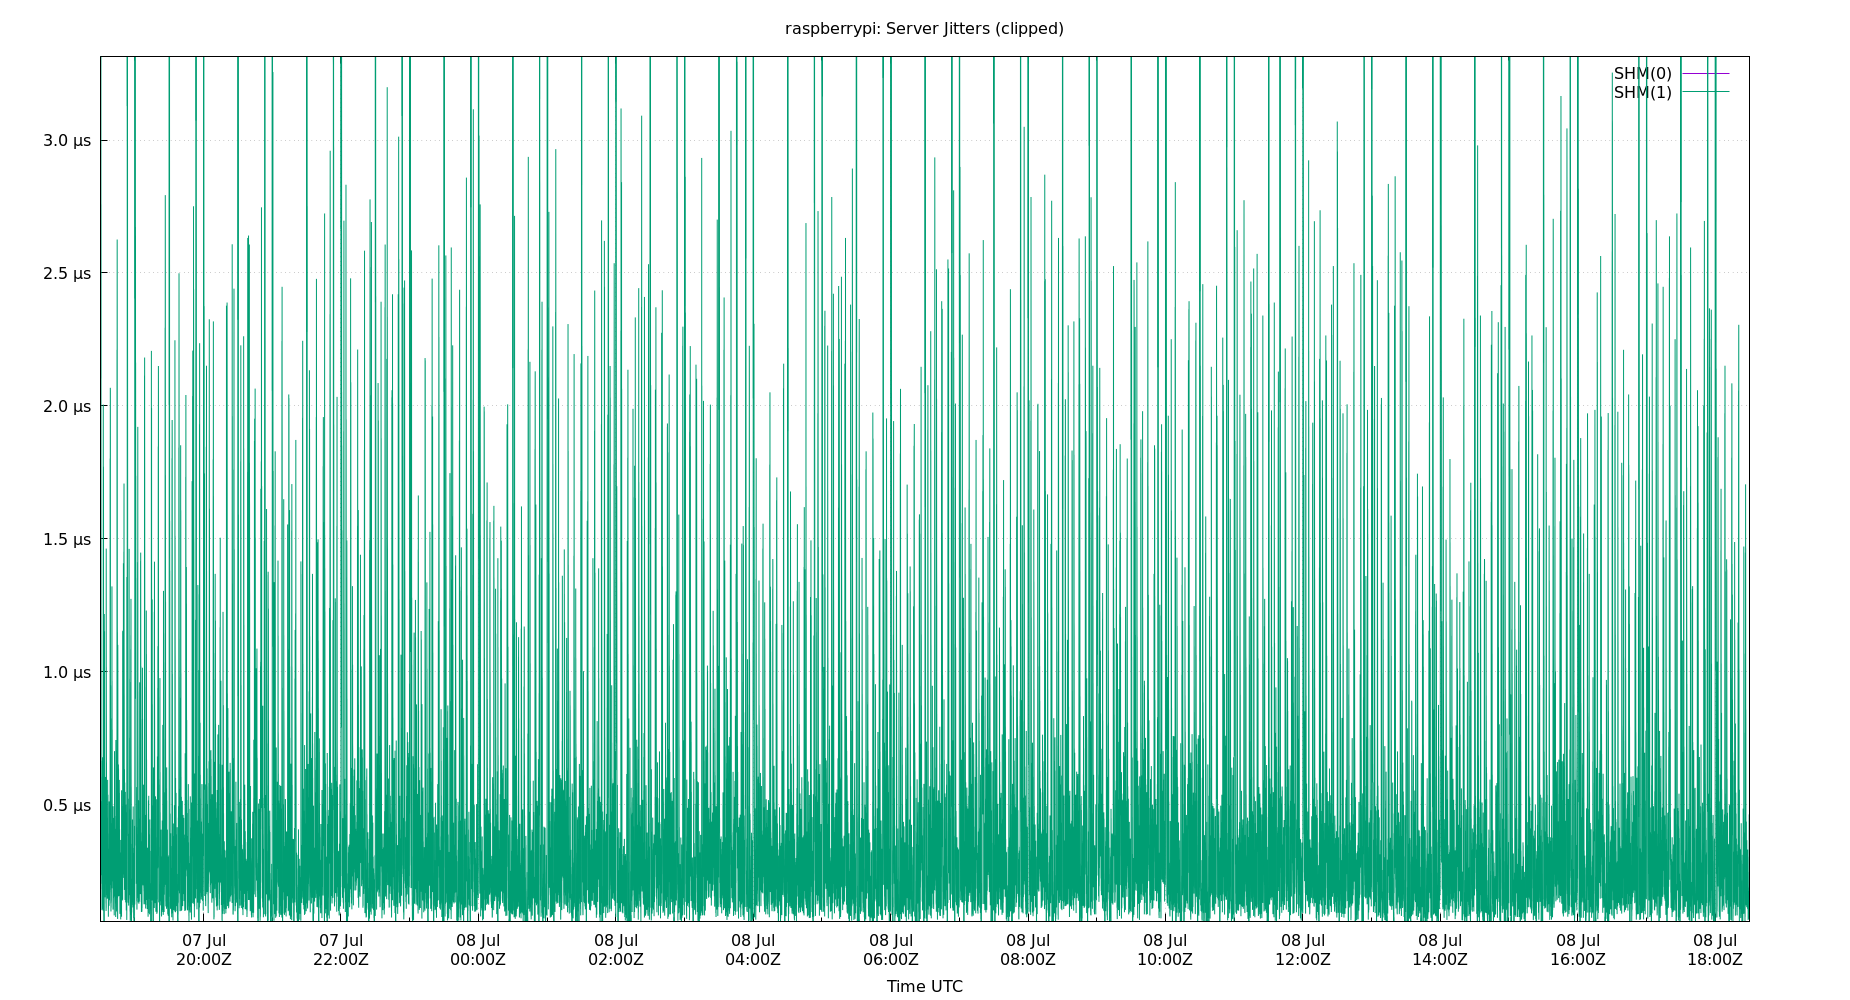 raspberrypi: Server Jitters (clipped)
SHM(0)
SHM(1)
3.0 µs
2.5 µs
2.0 µs
1.5 µs
1.0 µs
0.5 µs
07 Jul 07 Jul 08 Jul 08 Jul 08 Jul 08 Jul 08 Jul 08 Jul 08 Jul 08 Jul 08 Jul 08 Jul
20:00Z 22:00Z 00:00Z 02:00Z 04:00Z 06:00Z 08:00Z 10:00Z 12:00Z 14:00Z 16:00Z 18:00Z
Time UTC